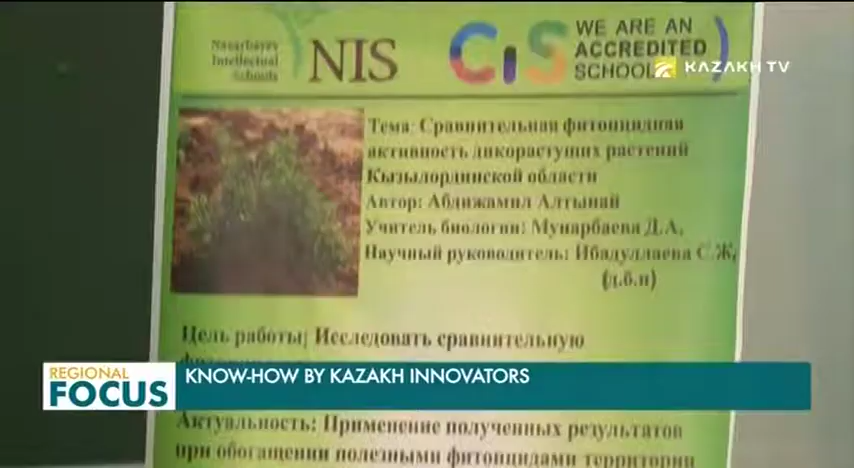 Nazarbayev
Intellectual
Schools
NIS
CiS
WE ARE AN
ACCREDITED
SCHOOL
KAZAKH TV
Тема: Сравнительная фитонцидная
активность дикорастущих растений
Кызылординской области
Автор: Абдижамил Алтынай
Учитель биологии: Мунарбаева Д.А.
Научный руководитель: Ибадуллаева С.Ж.
(д.б.н)
Цель работы: Исследовать сравнительную
REGIONAL
FOCUS
KNOW-HOW BY KAZAKH INNOVATORS
Актуальность: Применение полученных результатов
при обогащении полезными фитонцидами территории